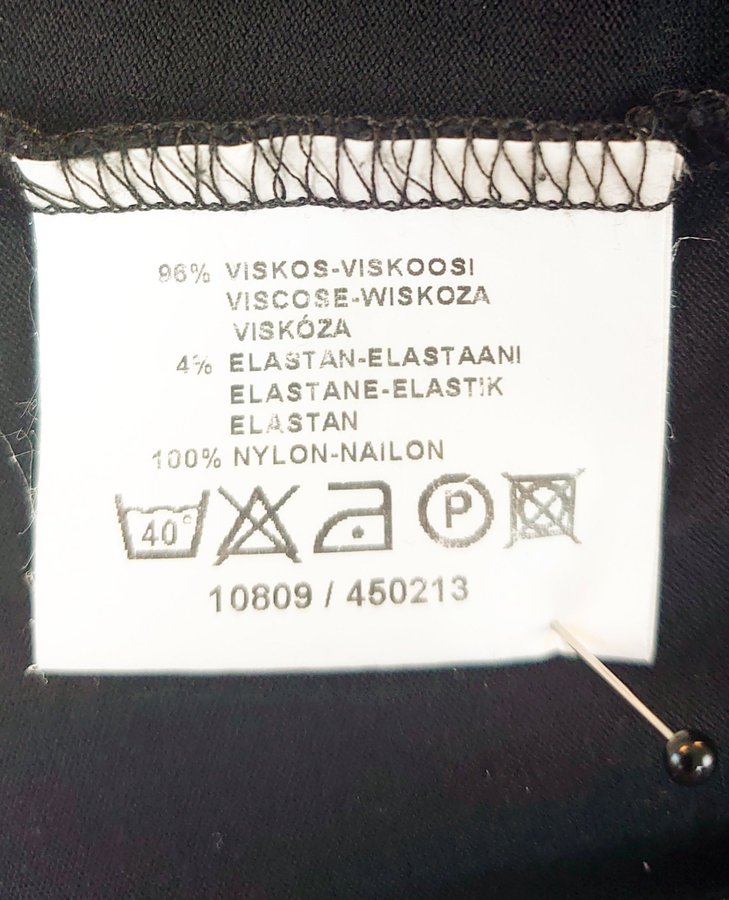 96% VISKOS-VISKOOSI
VISCOSE-WISKOZA
VISKÓZA
4% ELASTAN-ELASTAANI
ELASTANE-ELASTIK
ELASTAN
100% NYLON-NAILON
40° P
10809 / 450213